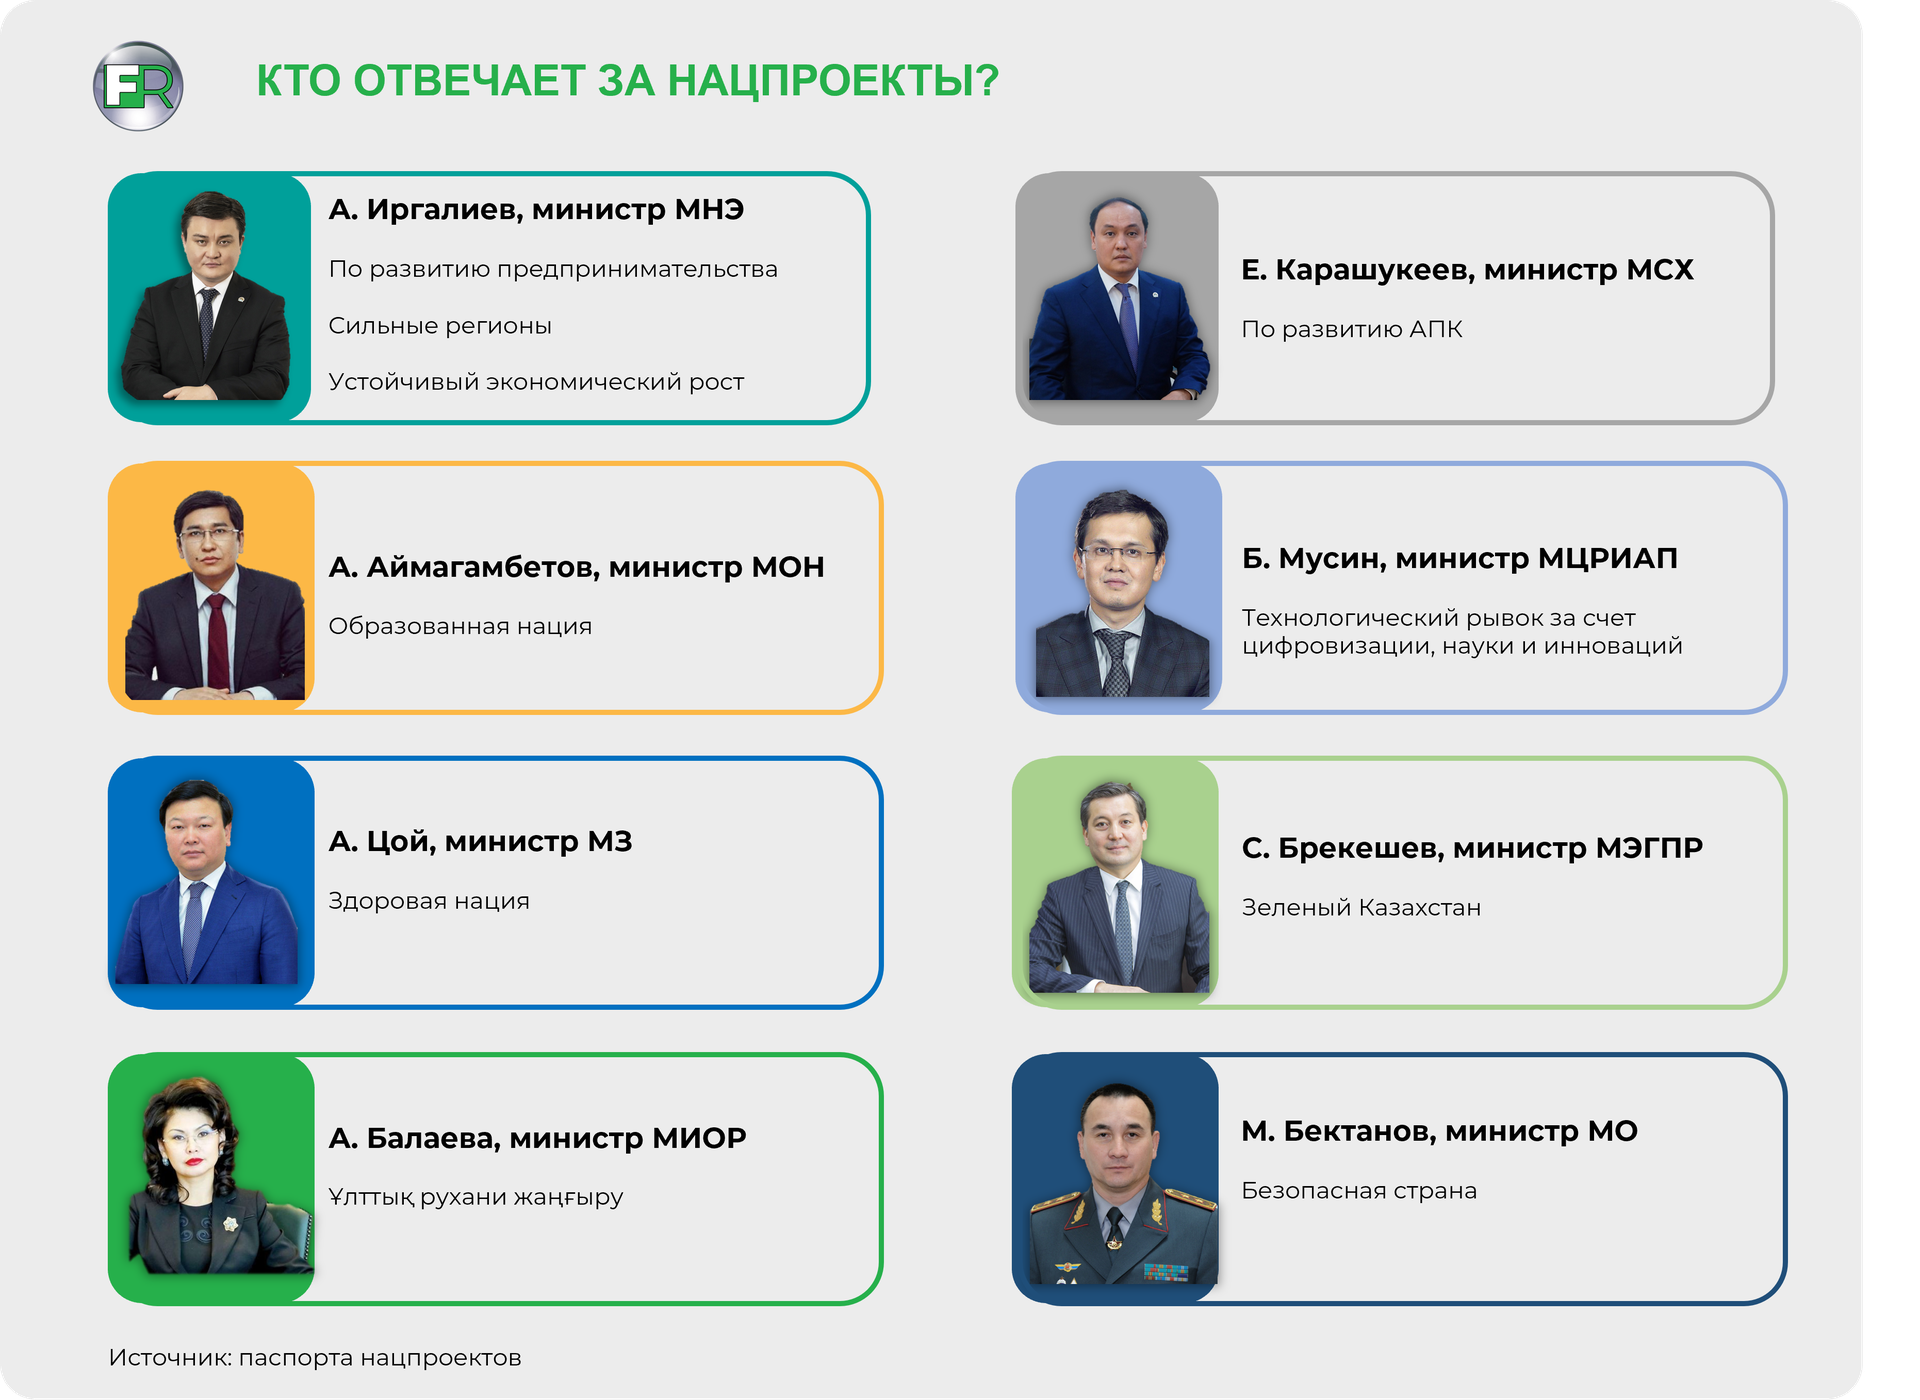 FR
КТО ОТВЕЧАЕТ ЗА НАЦПРОЕКТЫ?
А. Иргалиев, министр МНЭ
По развитию предпринимательства
Сильные регионы
Устойчивый экономический рост
Е. Карашукеев, министр МСХ
По развитию АПК
А. Аймагамбетов, министр МОН
Образованная нация
Б. Мусин, министр МЦРИАП
Технологический рывок за счет
цифровизации, науки и инноваций
А. Цой, министр МЗ
Здоровая нация
С. Брекешев, министр МЭГПР
Зеленый Казахстан
А. Балаева, министр МИОР
Ұлттық рухани жаңғыру
М. Бектанов, министр МО
Безопасная страна
Источник: паспорта нацпроектов